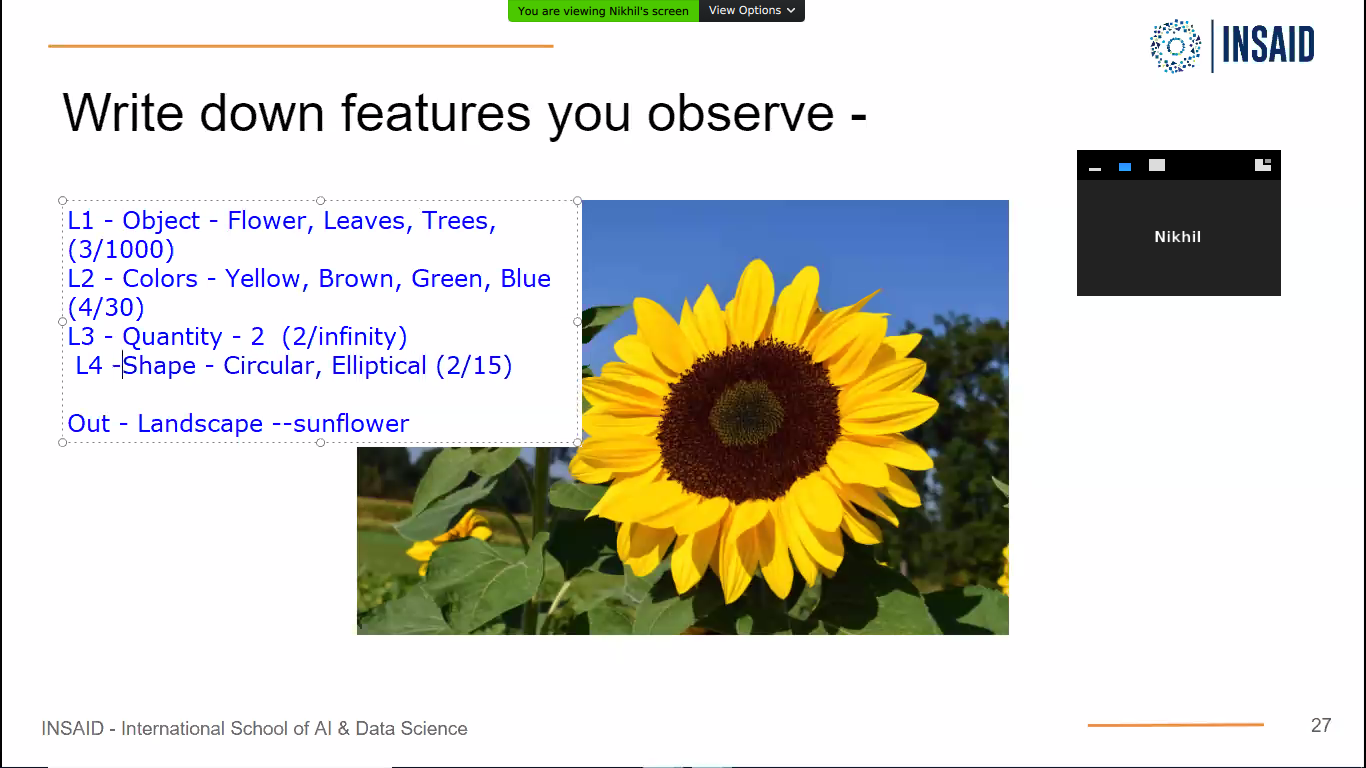 You are viewing Nikhil's screen View Options
INSAID
Write down features you observe -
Nikhil
L1 - Object - Flower, Leaves, Trees,
(3/1000)
L2 - Colors - Yellow, Brown, Green, Blue
(4/30)
L3 - Quantity - 2  (2/infinity)
L4 -Shape - Circular, Elliptical (2/15)
Out - Landscape --sunflower
INSAID - International School of AI & Data Science
27